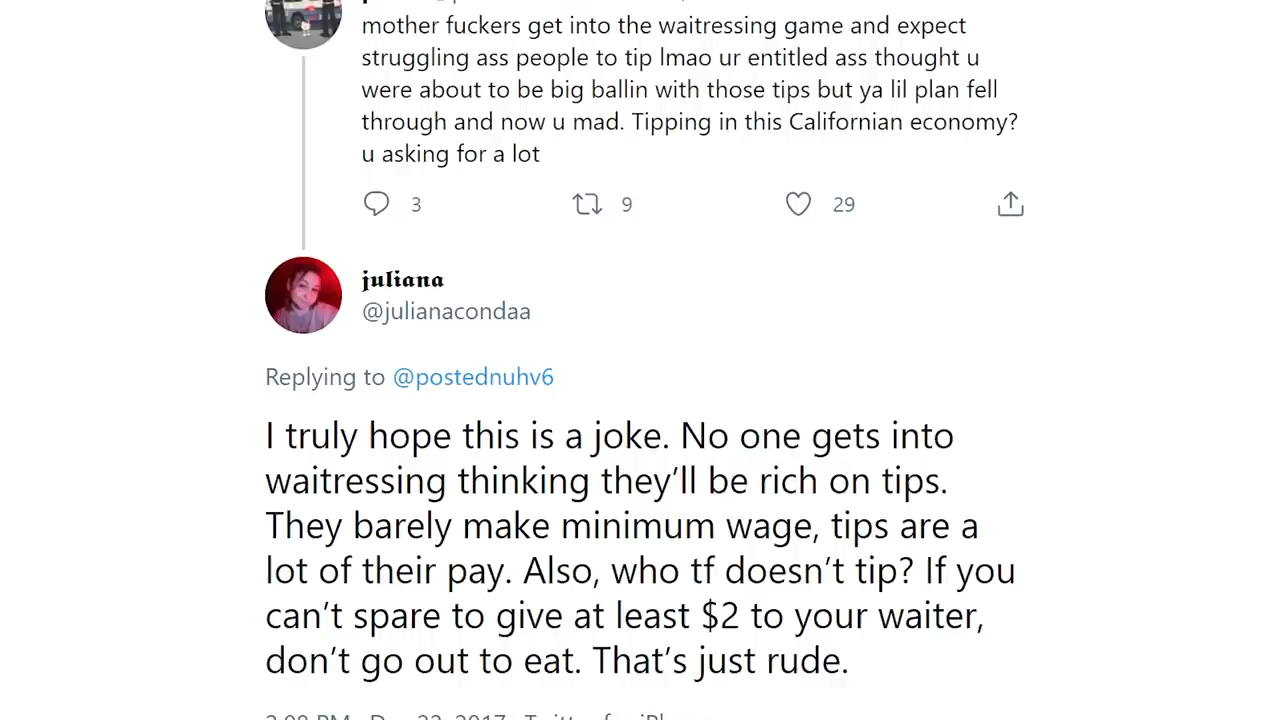 mother fuckers get into the waitressing game and expect
struggling ass people to tip lmao ur entitled ass thought u
were about to be big ballin with those tips but ya lil plan fell
through and now u mad. Tipping in this Californian economy?
u asking for a lot
3 9 29
juliana
@julianacondaa
Replying to @postednuhv6
I truly hope this is a joke. No one gets into
waitressing thinking they’ll be rich on tips.
They barely make minimum wage, tips are a
lot of their pay. Also, who tf doesn’t tip? If you
can’t spare to give at least $2 to your waiter,
don’t go out to eat. That’s just rude.